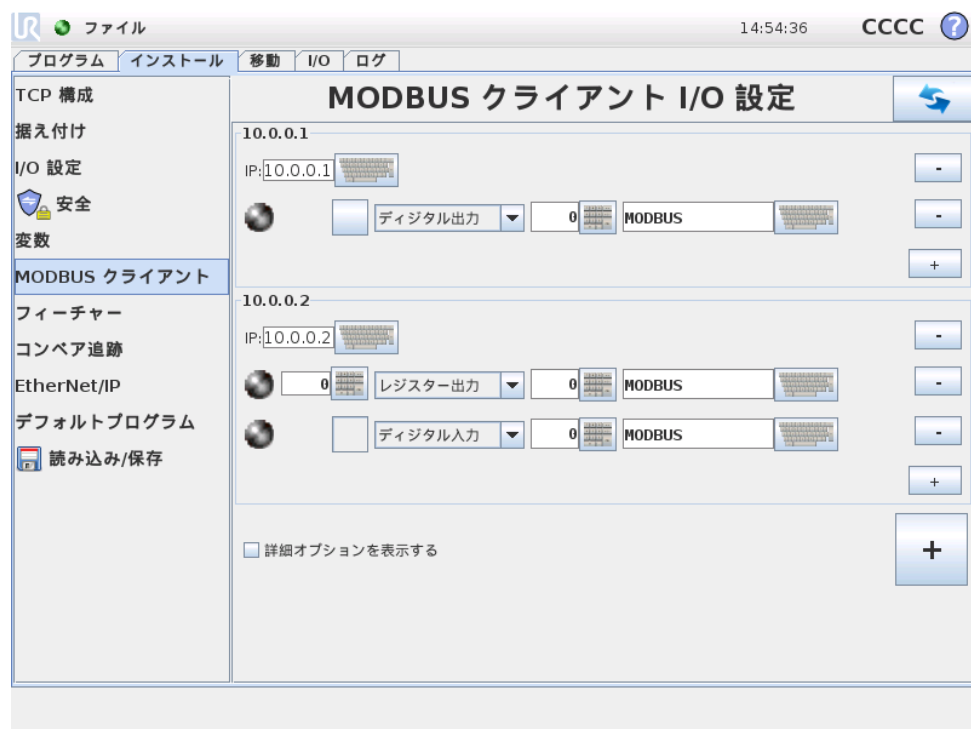 UR ファイル 14:54:36 CCCC ?
プログラム インストール 移動 I/O ログ
TCP 構成
据え付け
I/O 設定
安全
変数
MODBUS クライアント
フィーチャー
コンベア追跡
EtherNet/IP
デフォルトプログラム
読み込み/保存
MODBUS クライアント I/O 設定
10.0.0.1
IP: 10.0.0.1 -
ディジタル出力 0 MODBUS -
+
10.0.0.2
IP: 10.0.0.2 -
0 レジスター出力 0 MODBUS -
ディジタル入力 0 MODBUS -
+
詳細オプションを表示する +